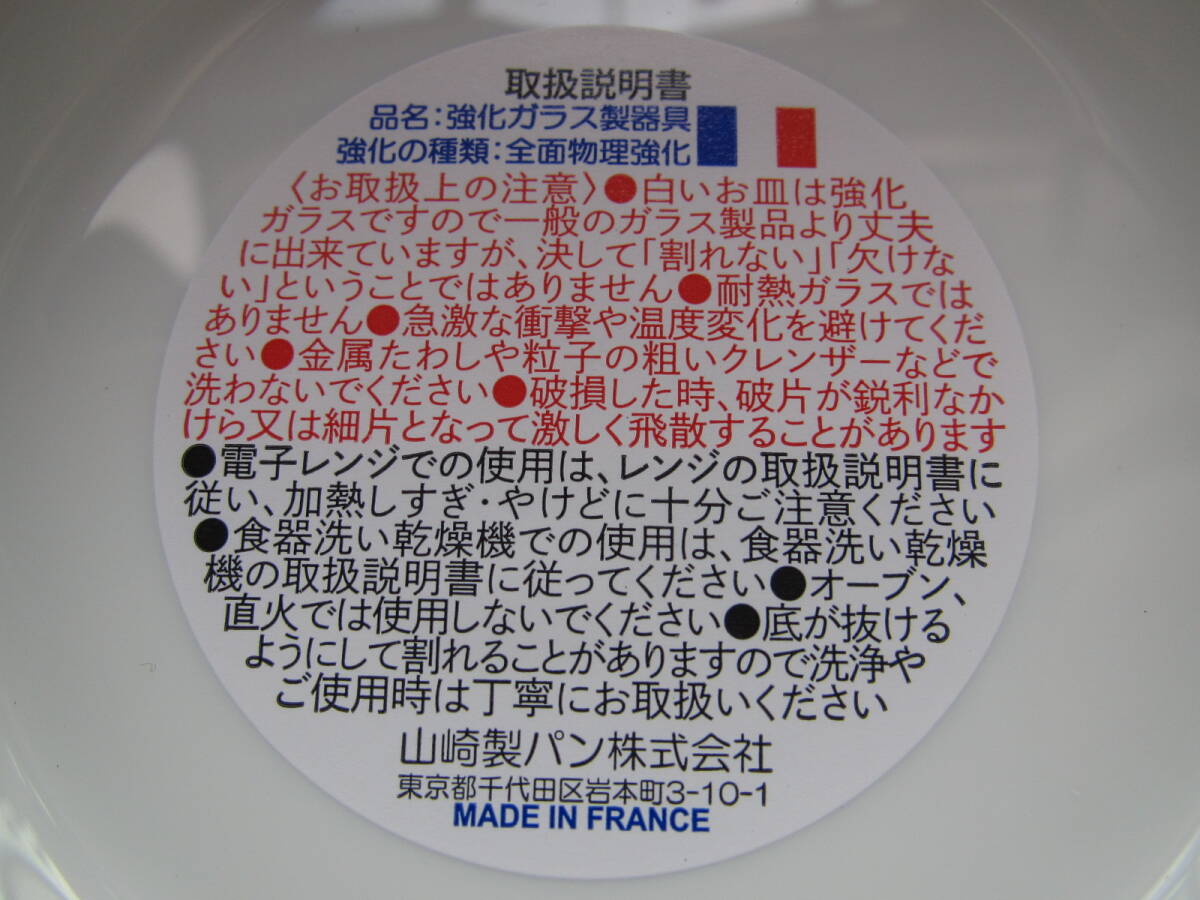 取扱説明書
品名:強化ガラス製器具
強化の種類:全面物理強化
〈お取扱上の注意〉●白いお皿は強化
ガラスですので一般のガラス製品より丈夫
に出来ていますが、決して「割れない」「欠けな
い」ということではありません●耐熱ガラスでは
ありません●急激な衝撃や温度変化を避けてくだ
さい●金属たわしや粒子の粗いクレンザーなどで
洗わないでください●破損した時、破片が鋭利なか
けら又は細片となって激しく飛散することがあります
●電子レンジでの使用は、レンジの取扱説明書に
従い、加熱しすぎ・やけどに十分ご注意ください
●食器洗い乾燥機での使用は、食器洗い乾燥
機の取扱説明書に従ってください●オーブン、
直火では使用しないでください●底が抜ける
ようにして割れることがありますので洗浄や
ご使用時は丁寧にお取扱いください
山崎製パン株式会社
東京都千代田区岩本町3-10-1
MADE IN FRANCE